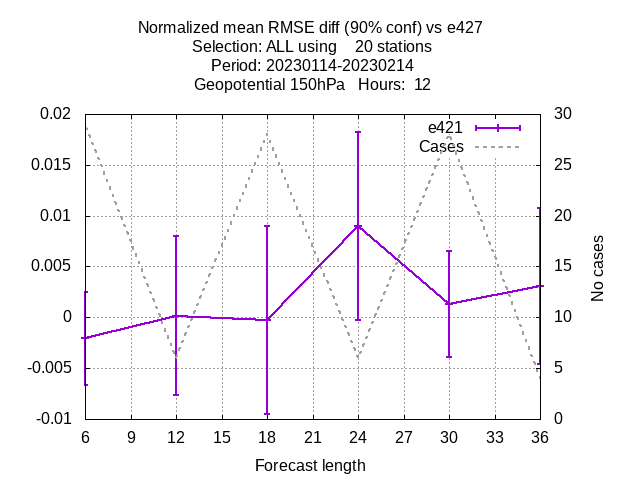 Normalized mean RMSE diff (90% conf) vs e427
Selection: ALL using    20 stations
Period: 20230114-20230214
Geopotential 150hPa   Hours:  12
0.02
0.015
0.01
0.005
0
-0.005
-0.01
30
25
20
15
10
5
0
e421
Cases
No cases
6 9 12 15 18 21 24 27 30 33 36
Forecast length